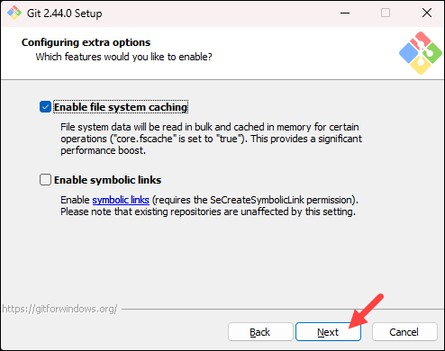 Git 2.44.0 Setup
Configuring extra options
Which features would you like to enable?
Enable file system caching
File system data will be read in bulk and cached in memory for certain
operations ("core.fscache" is set to "true"). This provides a significant
performance boost.
Enable symbolic links
Enable symbolic links (requires the SeCreateSymbolicLink permission).
Please note that existing repositories are unaffected by this setting.
https://gitforwindows.org/
Back Next Cancel